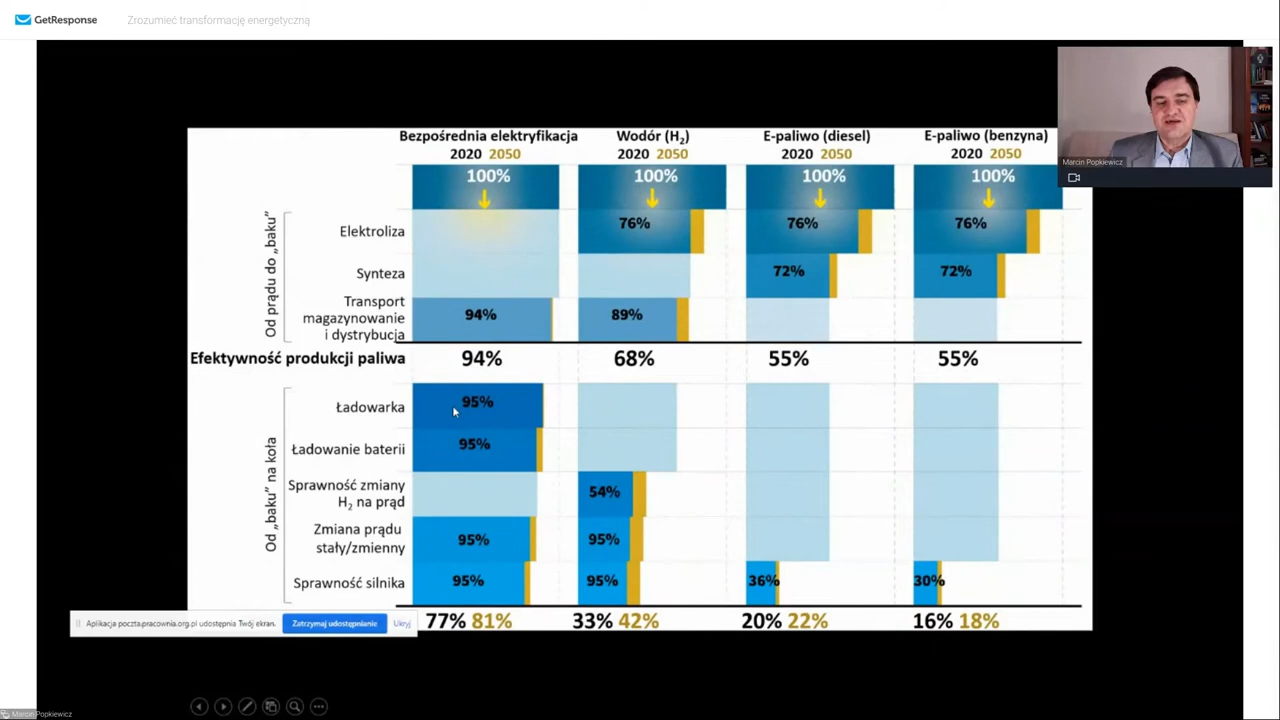 GetResponse
Zrozumieć transformację energetyczną
Marcin Popkiewicz
Bezpośrednia elektryfikacja
2020 2050
Wodór (H₂)
2020 2050
E-paliwo (diesel)
2020 2050
E-paliwo (benzyna)
2020 2050
100% 100% 100% 100%
Od prądu do „baku”
Elektroliza
76% 76% 76%
Synteza
72% 72%
Transport
magazynowanie
i dystrybucja
94% 89%
Efektywność produkcji paliwa
94% 68% 55% 55%
Od „baku” na koła
Ładowarka
95%
Ładowanie baterii
95%
Sprawność zmiany
H₂ na prąd
54%
Zmiana prądu
stały/zmienny
95% 95%
Sprawność silnika
95% 95% 36% 30%
77% 81% 33% 42% 20% 22% 16% 18%
Aplikacja poczta.pracownia.org.pl udostępnia Twój ekran.
Zatrzymaj udostępnianie
Ukryj
Marcin Popkiewicz